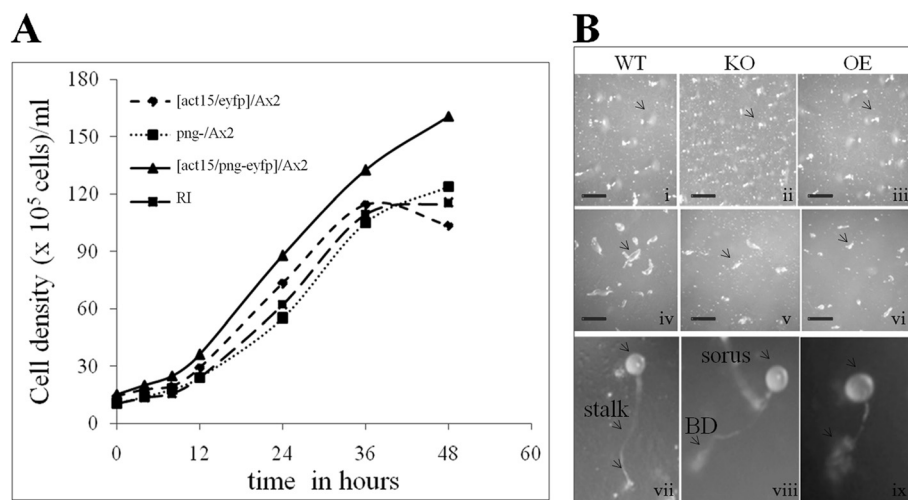 A
Cell density (x 10⁵ cells)/ml
180
150
120
90
60
30
0
[act15/eyfp]/Ax2
png-/Ax2
[act15/png-eyfp]/Ax2
RI
0 12 24 36 48 60
time in hours
B
WT KO OE
i ii iii
iv v vi
stalk
vii
sorus
BD
viii
ix